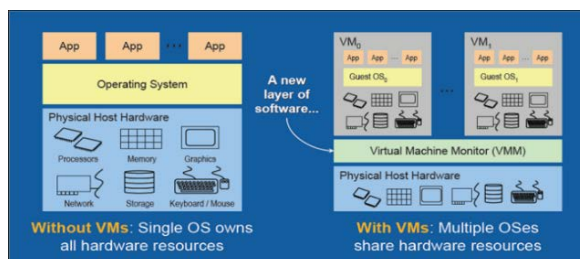 App App ... App
Operating System
Physical Host Hardware
Processors Memory Graphics
Network Storage Keyboard / Mouse
Without VMs: Single OS owns
all hardware resources
A new
layer of
software...
VM0
App App ... App
Guest OS0
...
VM1
App App ... App
Guest OS1
Virtual Machine Monitor (VMM)
Physical Host Hardware
With VMs: Multiple OSes
share hardware resources